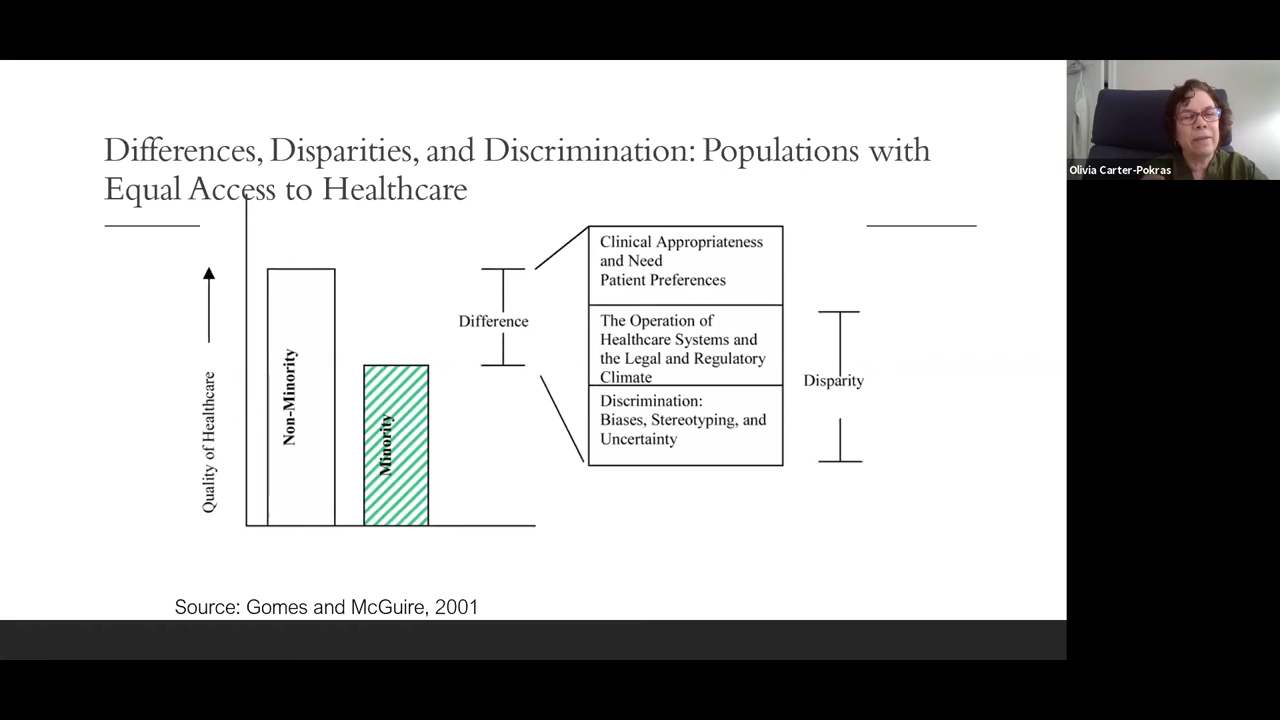 Differences, Disparities, and Discrimination: Populations with
Equal Access to Healthcare
Quality of Healthcare
Non-Minority
Minority
Difference
Clinical Appropriateness
and Need
Patient Preferences
The Operation of
Healthcare Systems and
the Legal and Regulatory
Climate
Discrimination:
Biases, Stereotyping, and
Uncertainty
Disparity
Source: Gomes and McGuire, 2001
Olivia Carter-Pokras